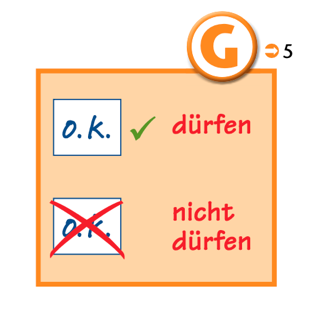 G
➲ 5
o.k. ✓ dürfen
o.k. nicht
dürfen